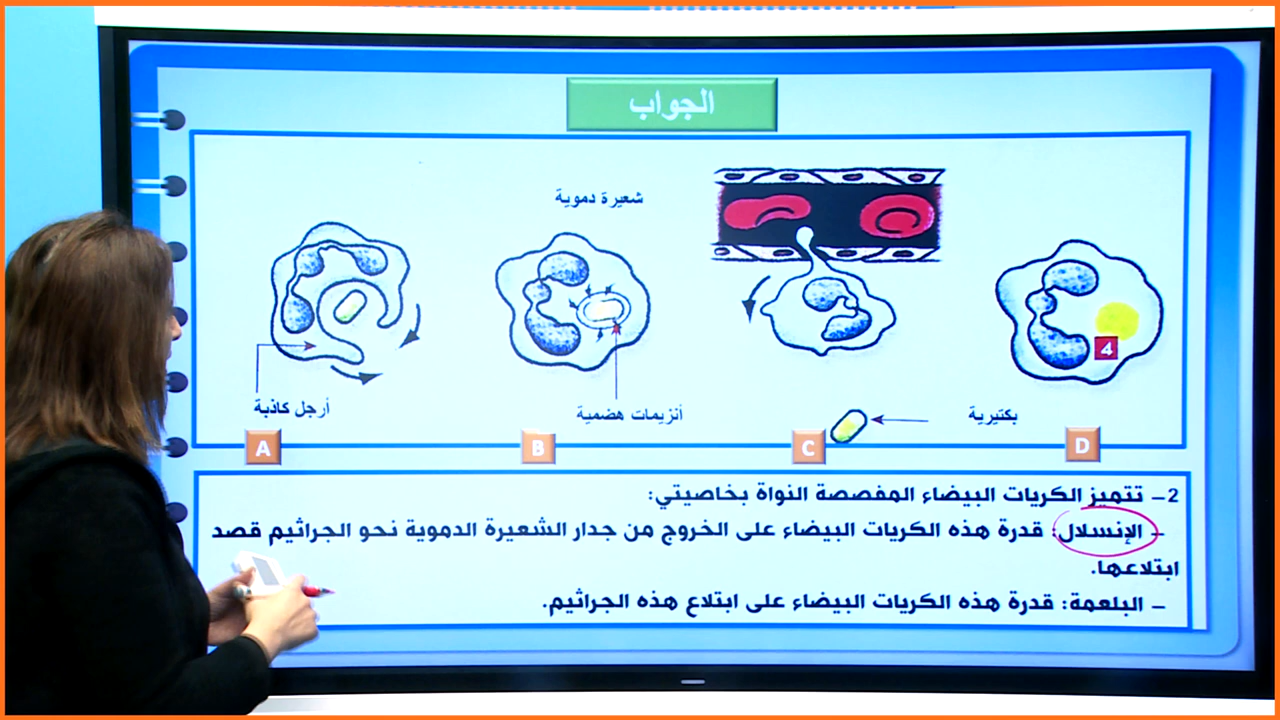 الجواب
شعيرة دموية
4
أرجل كاذبة
أنزيمات هضمية
بكتيرية
A
B
C
D
2– تتميز الكريات البيضاء المفصصة النواة بخاصيتي:
– الإنسلال: قدرة هذه الكريات البيضاء على الخروج من جدار الشعيرة الدموية نحو الجراثيم قصد
ابتلاعها.
– البلعمة: قدرة هذه الكريات البيضاء على ابتلاع هذه الجراثيم.